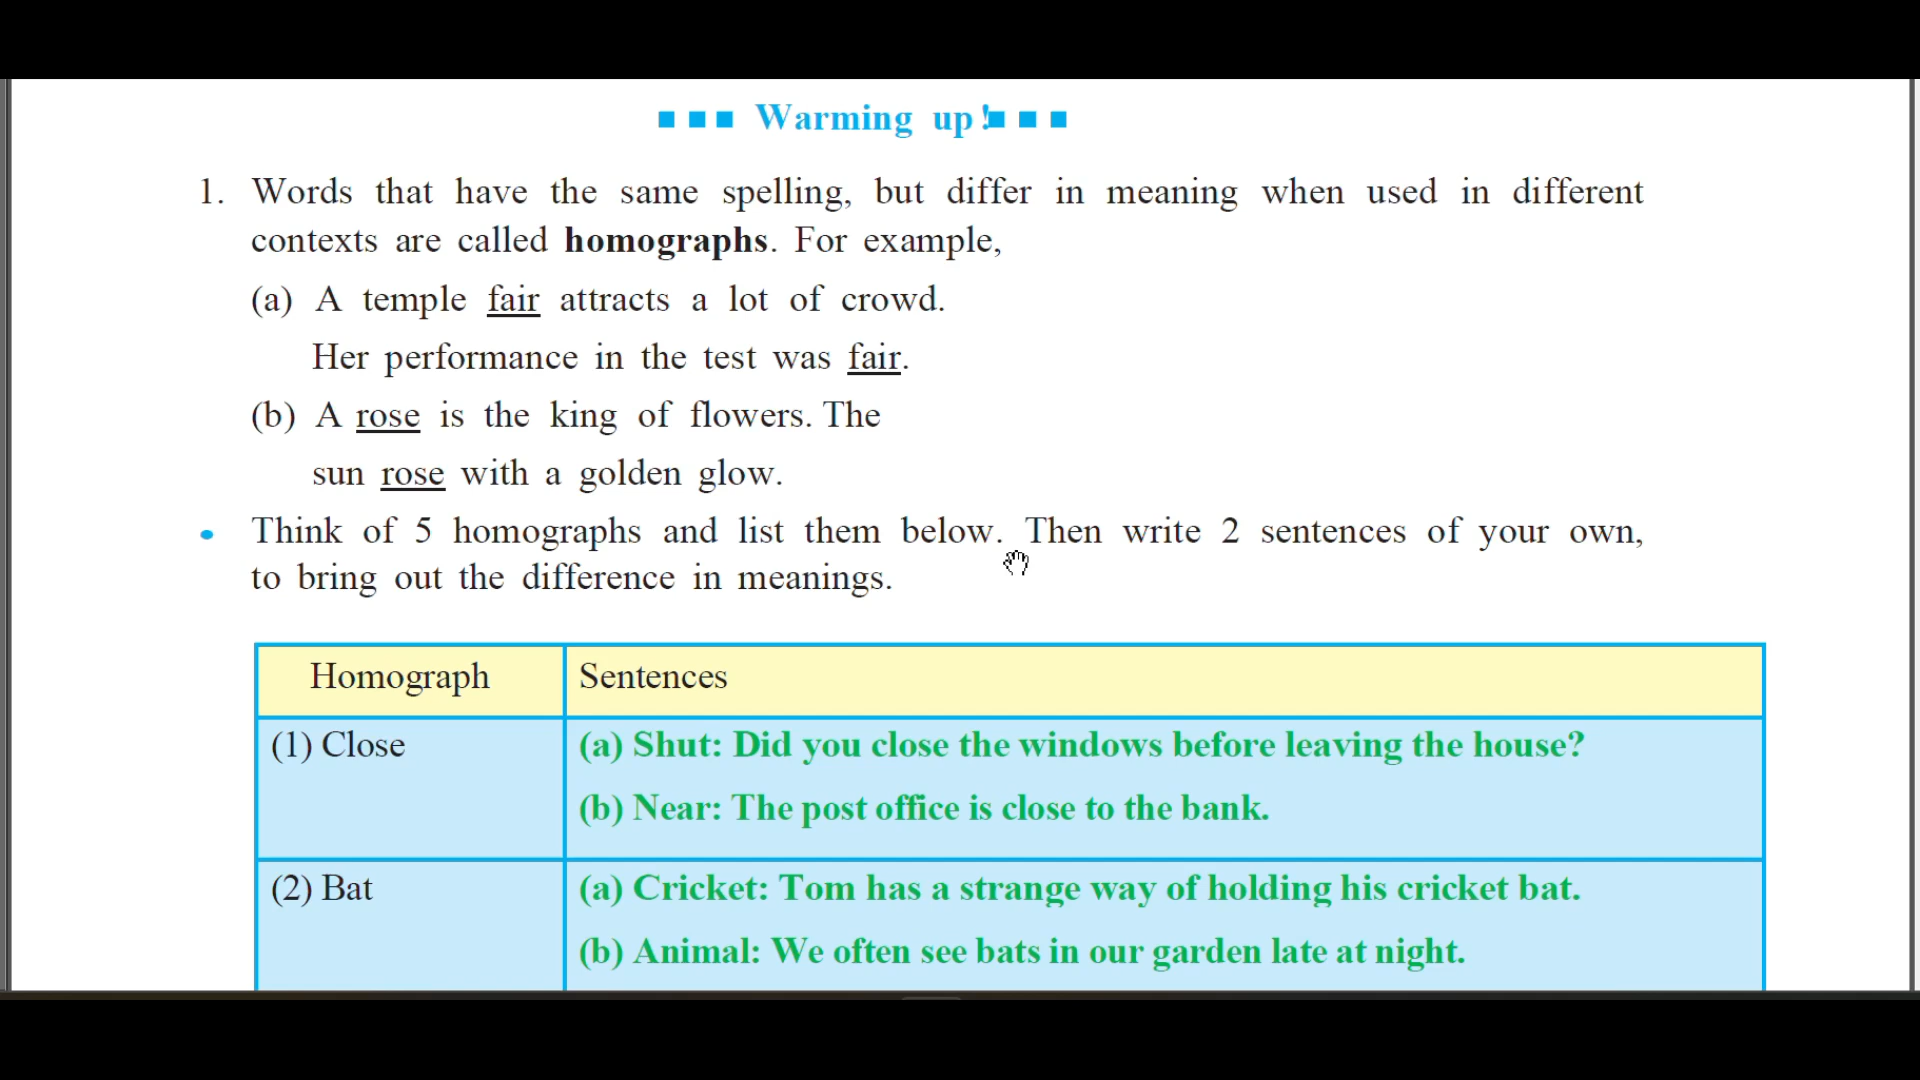 Warming up!
1. Words that have the same spelling, but differ in meaning when used in different
contexts are called homographs. For example,
(a) A temple fair attracts a lot of crowd.
Her performance in the test was fair.
(b) A rose is the king of flowers. The
sun rose with a golden glow.
• Think of 5 homographs and list them below. Then write 2 sentences of your own,
to bring out the difference in meanings.
Homograph Sentences
(1) Close (a) Shut: Did you close the windows before leaving the house?
(b) Near: The post office is close to the bank.
(2) Bat (a) Cricket: Tom has a strange way of holding his cricket bat.
(b) Animal: We often see bats in our garden late at night.